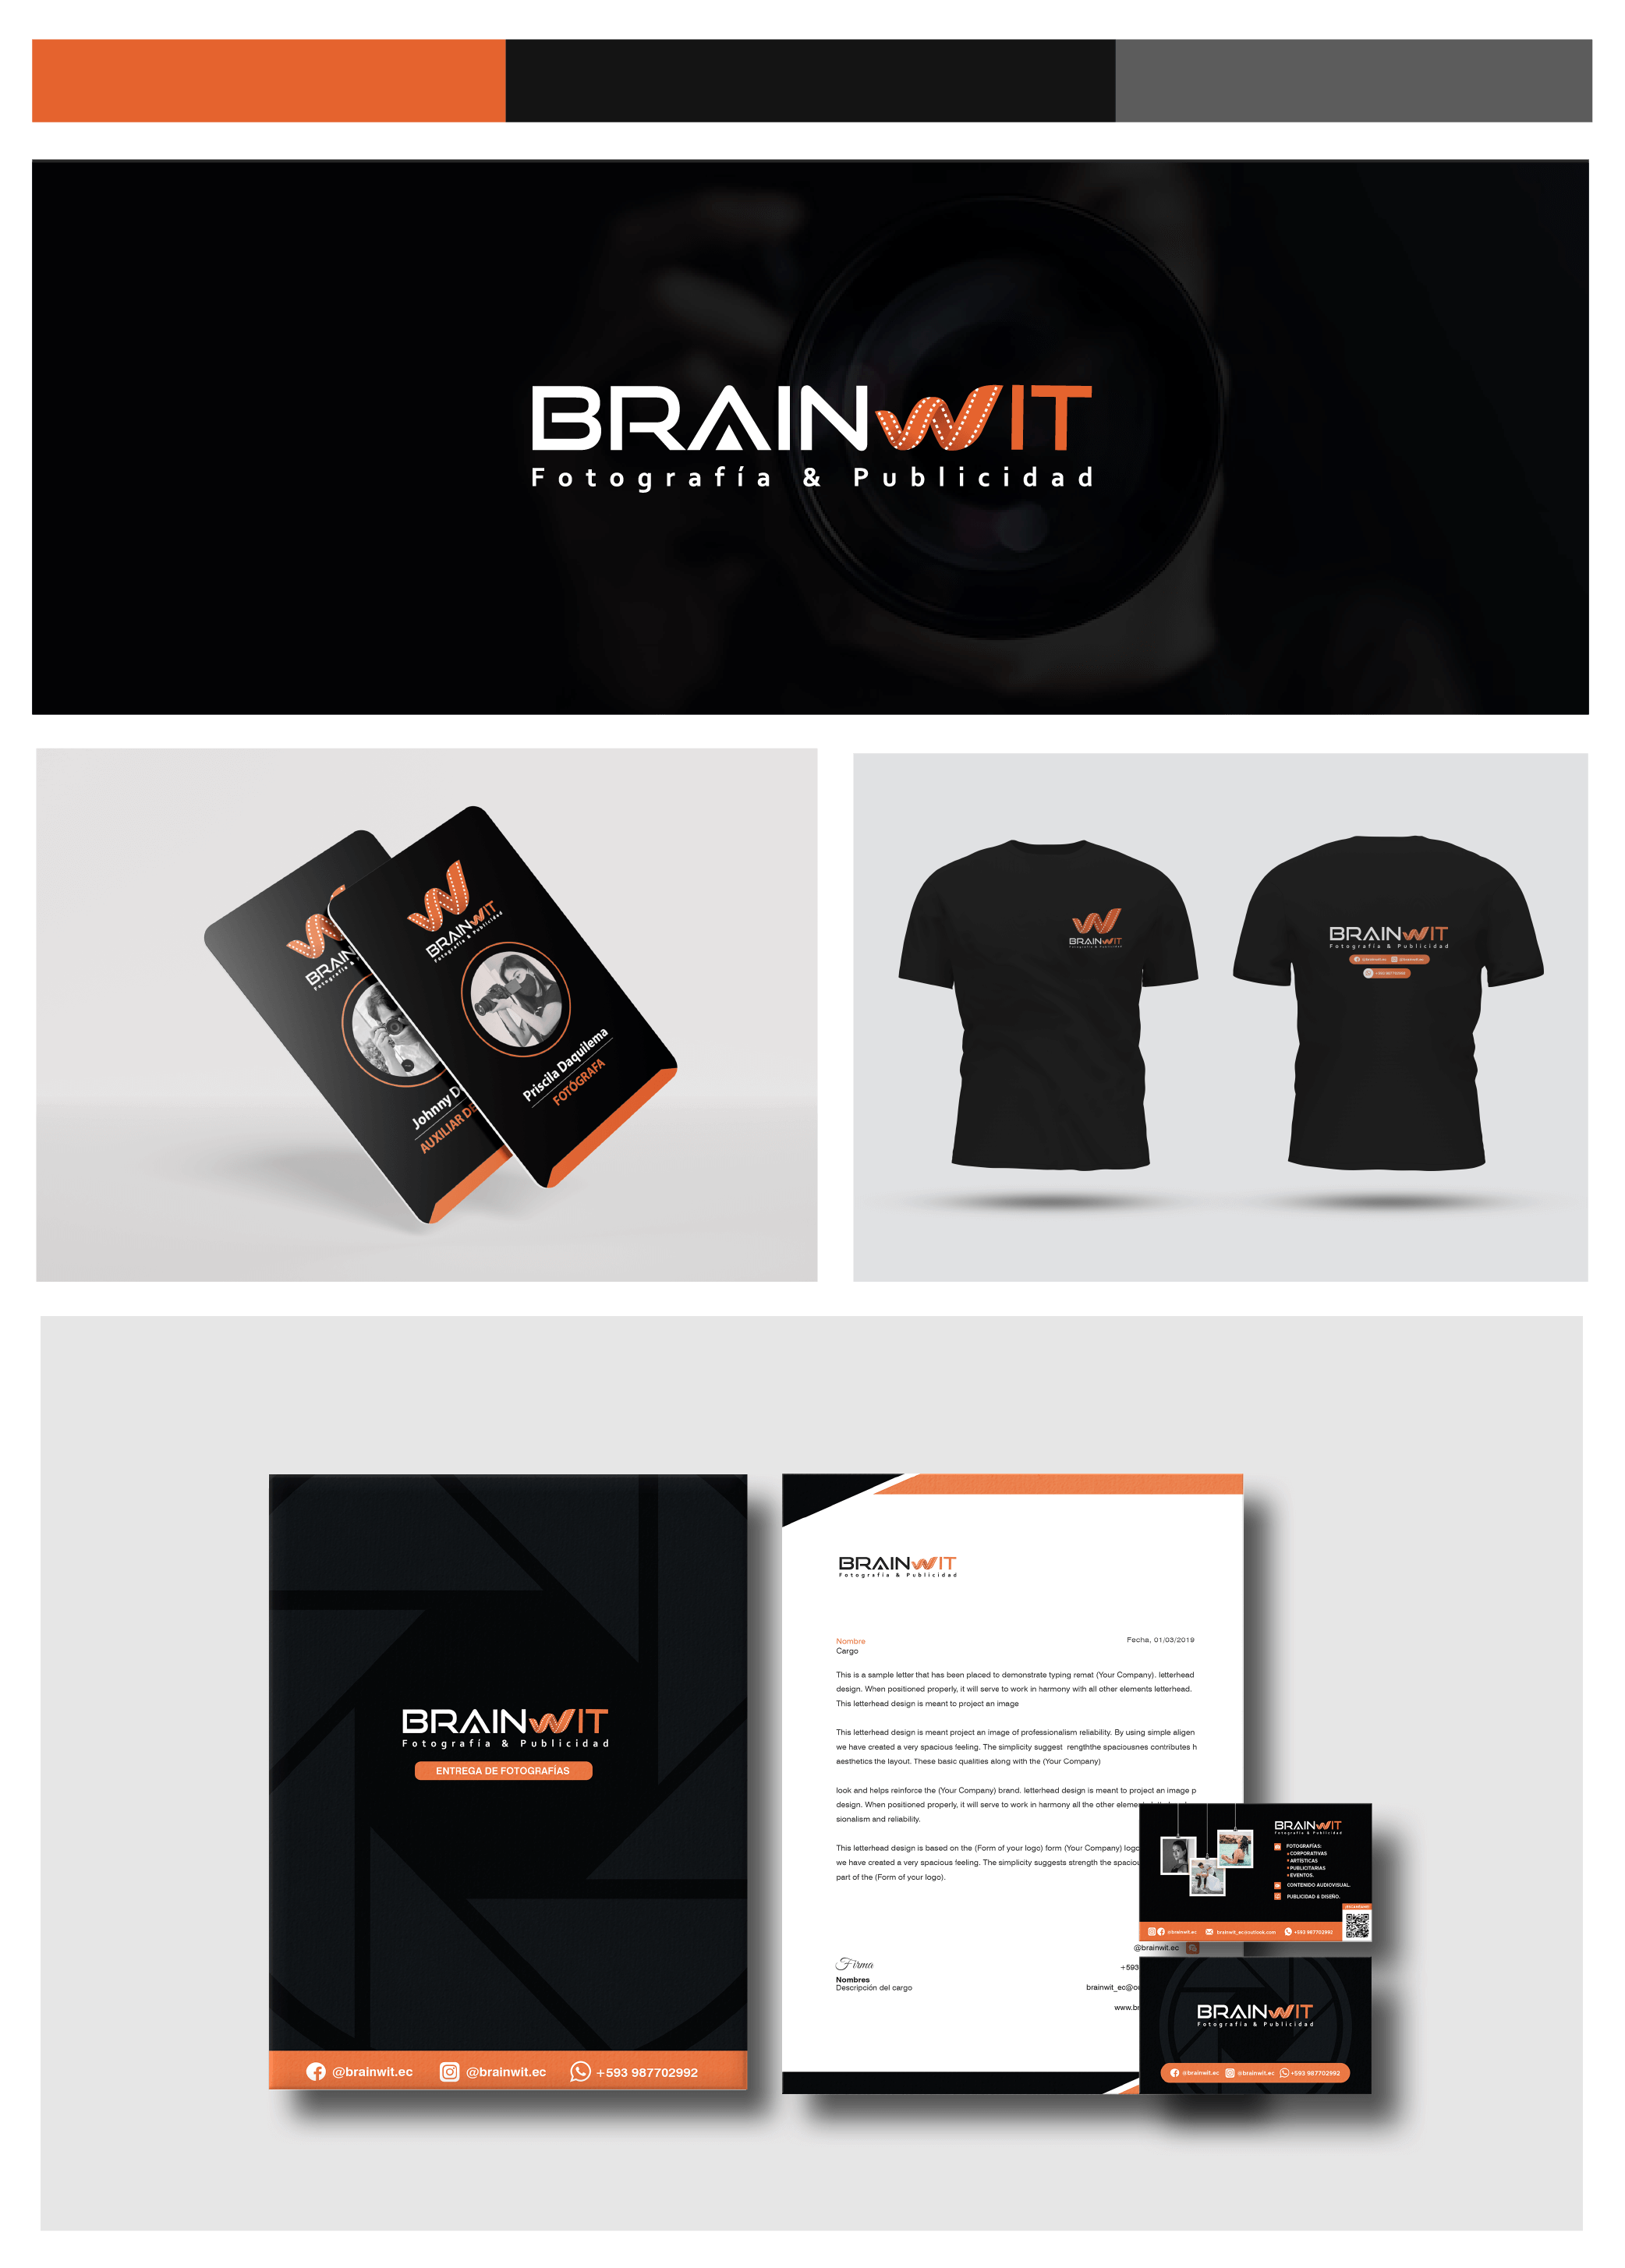 BRAINWIT
Fotografía & Publicidad
BRAIN
Fotografía
Johnny D
AUXILIAR DE
BRAINWIT
Fotografía & Publicidad
Priscila Daquilema
FOTÓGRAFA
BRAINWIT
Fotografía & Publicidad
BRAINWIT
Fotografía & Publicidad
@brainwit.ec @brainwit.ec
+593 987702992
BRAINWIT
Fotografía & Publicidad
ENTREGA DE FOTOGRAFÍAS
@brainwit.ec @brainwit.ec +593 987702992
BRAINWIT
Fotografía & Publicidad
Nombre
Cargo
Fecha, 01/03/2019
This is a sample letter that has been placed to demonstrate typing remat (Your Company). letterhead
design. When positioned properly, it will serve to work in harmony with all other elements letterhead.
This letterhead design is meant to project an image
This letterhead design is meant project an image of professionalism reliability. By using simple aligen
we have created a very spacious feeling. The simplicity suggest rengththe spaciousnes contributes h
aesthetics the layout. These basic qualities along with the (Your Company)
look and helps reinforce the (Your Company) brand. letterhead design is meant to project an image p
design. When positioned properly, it will serve to work in harmony all the other elemen
sionalism and reliability.
This letterhead design is based on the (Form of your logo) form (Your Company) logo
we have created a very spacious feeling. The simplicity suggests strength the spaciou
part of the (Form of your logo).
Firma
Nombres
Descripción del cargo
@brainwit.ec
+593
brainwit_ec@o
www.br
BRAINWIT
Fotografía & Publicidad
FOTOGRAFÍAS:
CORPORATIVAS
ARTÍSTICAS
PUBLICITARIAS
EVENTOS.
CONTENIDO AUDIOVISUAL.
PUBLICIDAD & DISEÑO.
@brainwit.ec brainwit_ec@outlook.com +593 987702992
BRAINWIT
Fotografía & Publicidad
@brainwit.ec @brainwit.ec +593 987702992